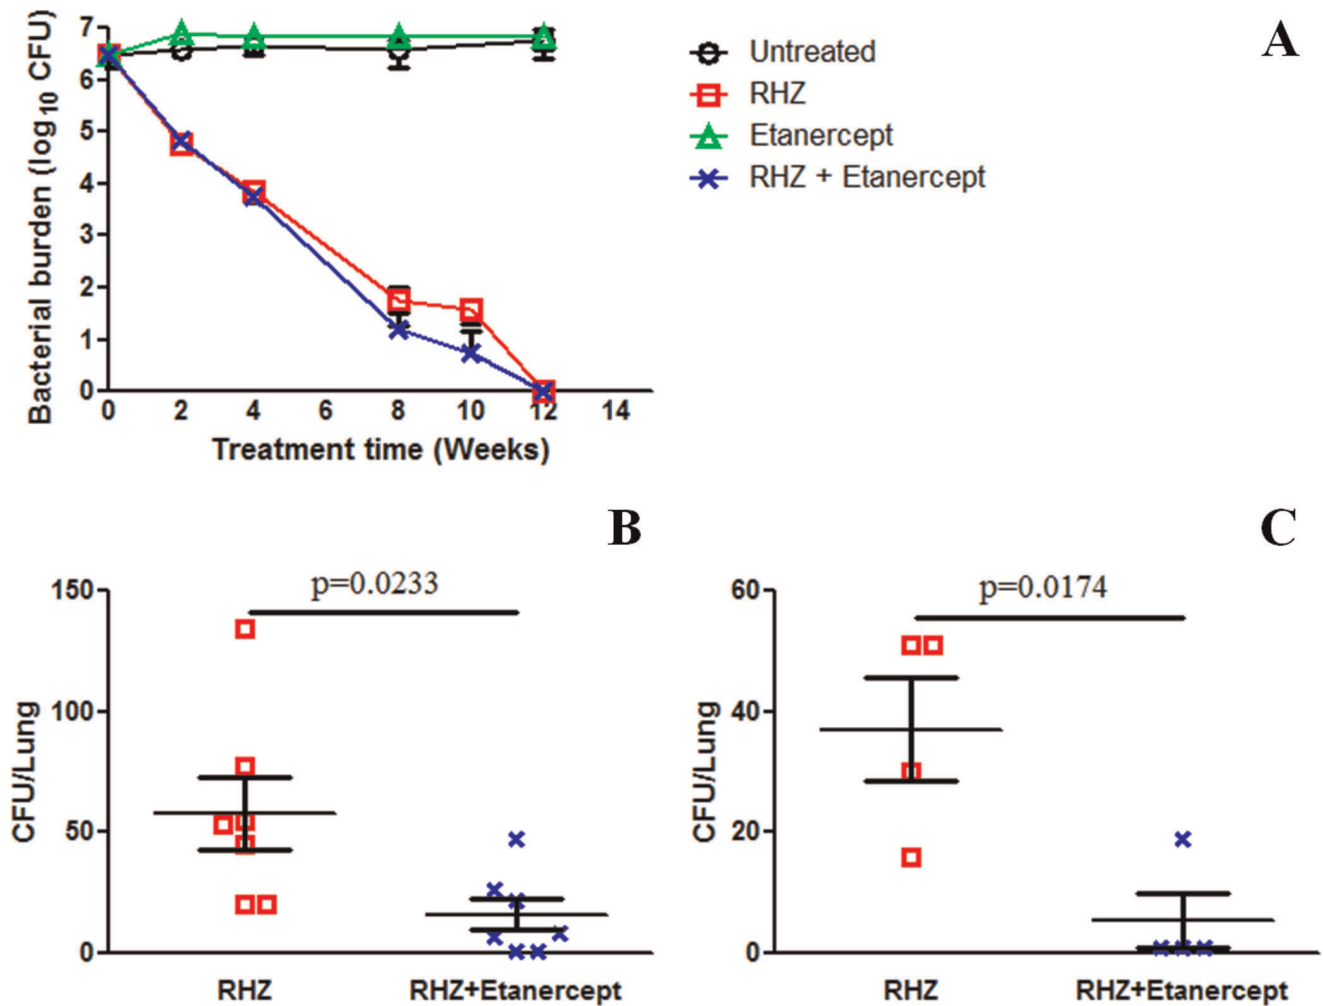 A
Bacterial burden (log10 CFU)
7
6
5
4
3
2
1
0
0 2 4 6 8 10 12 14
Treatment time (Weeks)
Untreated
RHZ
Etanercept
RHZ + Etanercept
B
p=0.0233
CFU/Lung
150
100
50
0
RHZ RHZ+Etanercept
C
p=0.0174
CFU/Lung
60
40
20
0
RHZ RHZ+Etanercept